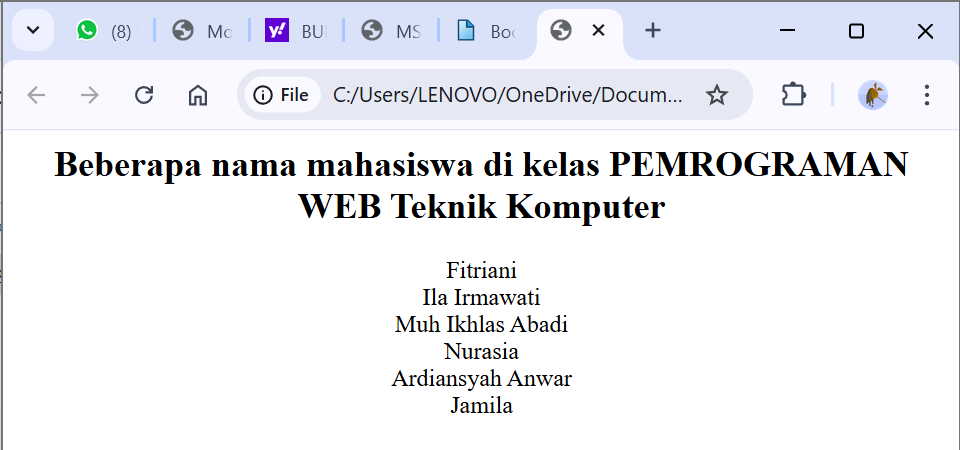 (8)
Mo
y!
BU
MS
Boo
File
C:/Users/LENOVO/OneDrive/Docum...
Beberapa nama mahasiswa di kelas PEMROGRAMAN
WEB Teknik Komputer
Fitriani
Ila Irmawati
Muh Ikhlas Abadi
Nurasia
Ardiansyah Anwar
Jamila